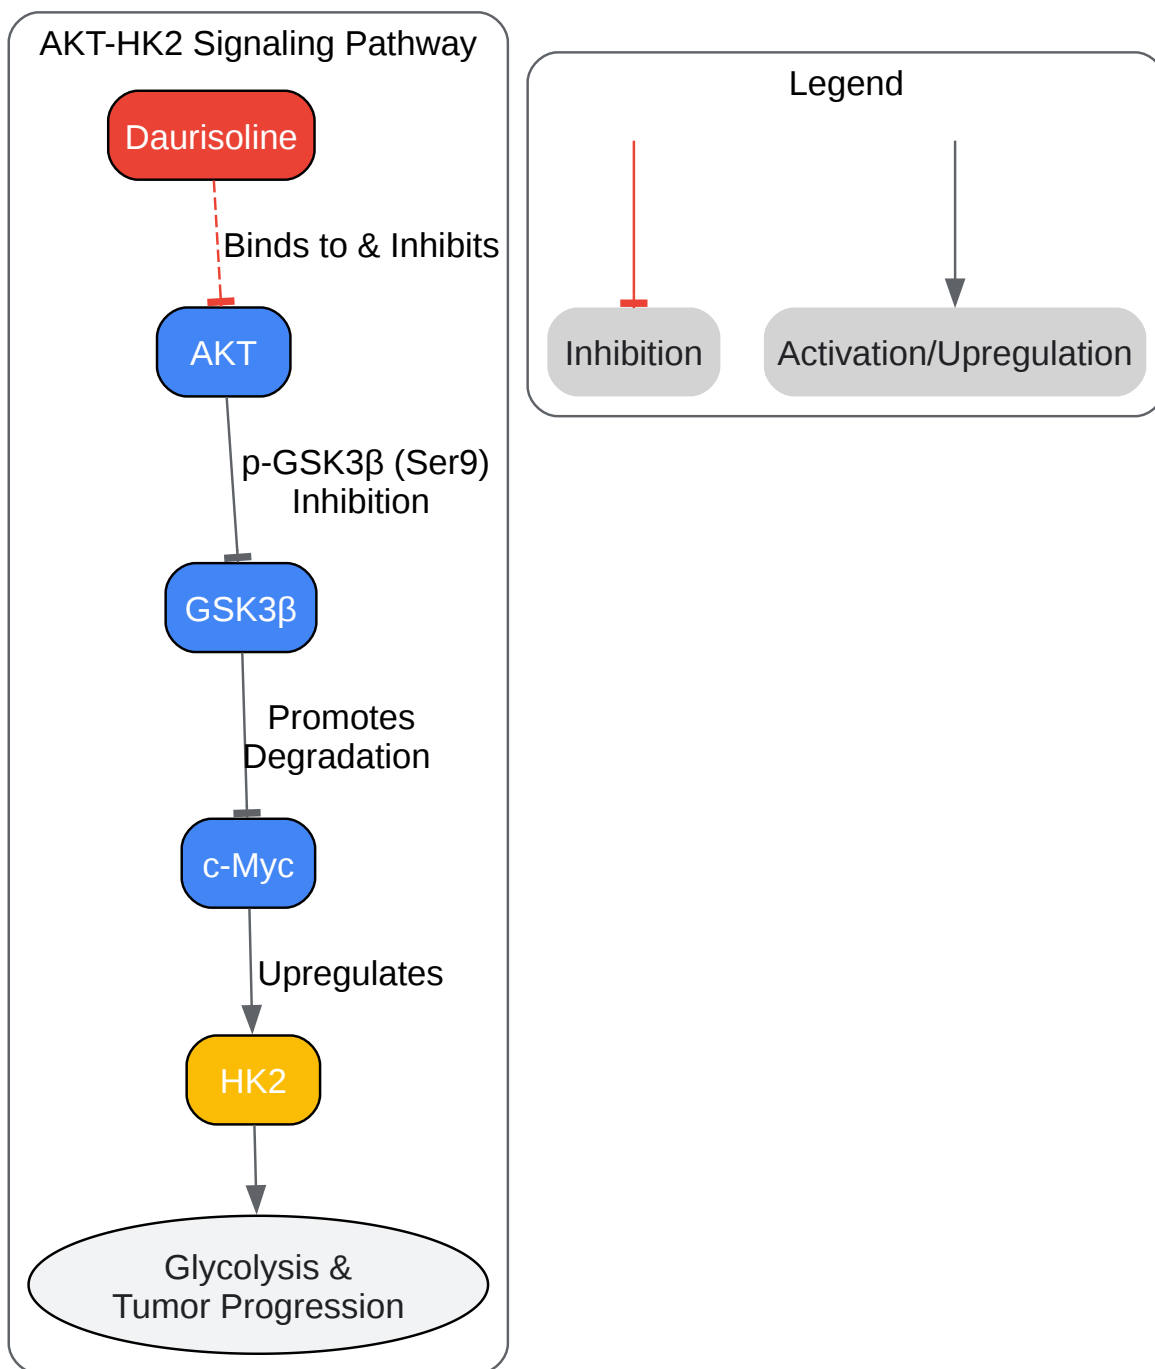 AKT-HK2 Signaling Pathway
Daurisoline
Binds to & Inhibits
AKT
p-GSK3β (Ser9)
Inhibition
GSK3β
Promotes
Degradation
c-Myc
Upregulates
HK2
Glycolysis &
Tumor Progression
Legend
Inhibition
Activation/Upregulation